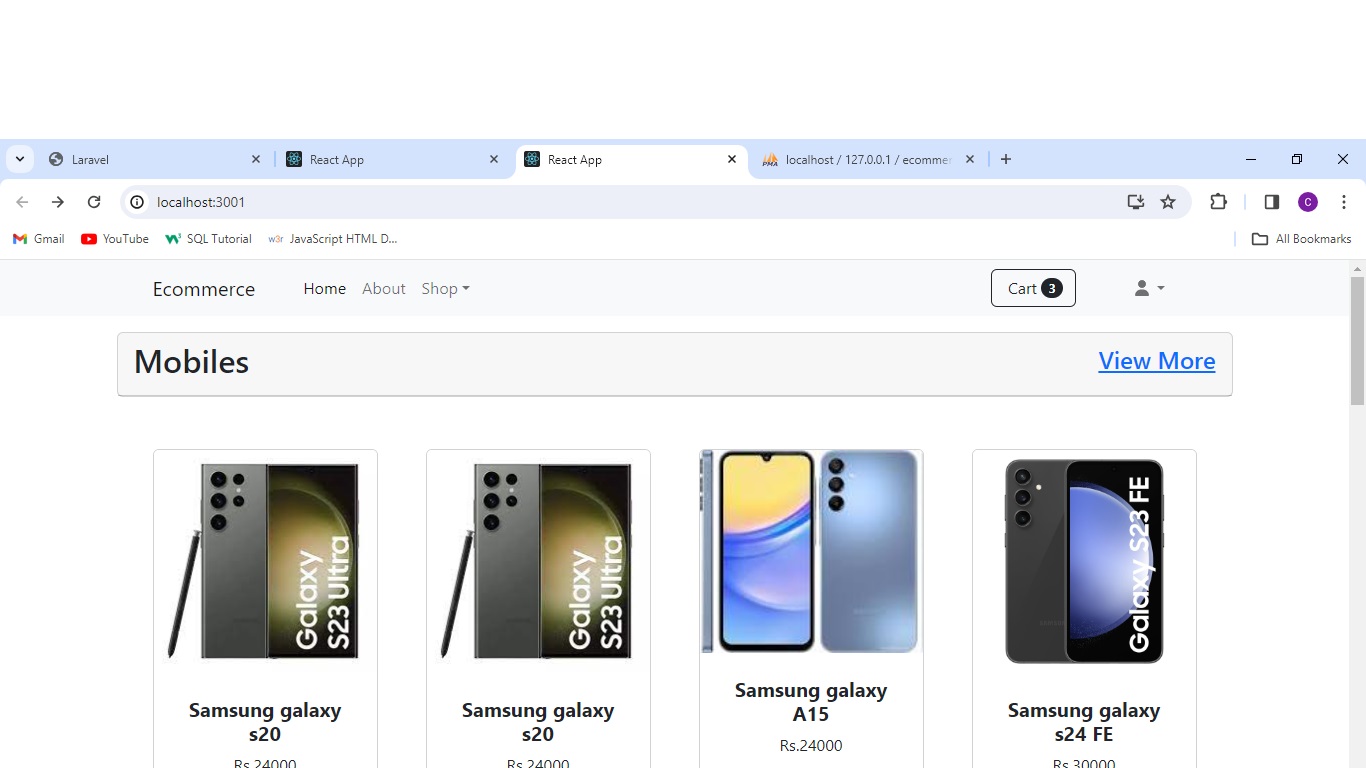 Laravel
React App
React App
localhost / 127.0.0.1 / ecommer
localhost:3001
C
Gmail
YouTube
SQL Tutorial
JavaScript HTML D...
All Bookmarks
Ecommerce
Home
About
Shop
Cart 3
Mobiles
View More
Galaxy
S23 Ultra
Galaxy
S23 Ultra
Galaxy S23 FE
Samsung galaxy
s20
Rs.24000
Samsung galaxy
s20
Rs.24000
Samsung galaxy
A15
Rs.24000
Samsung galaxy
s24 FE
Rs.30000